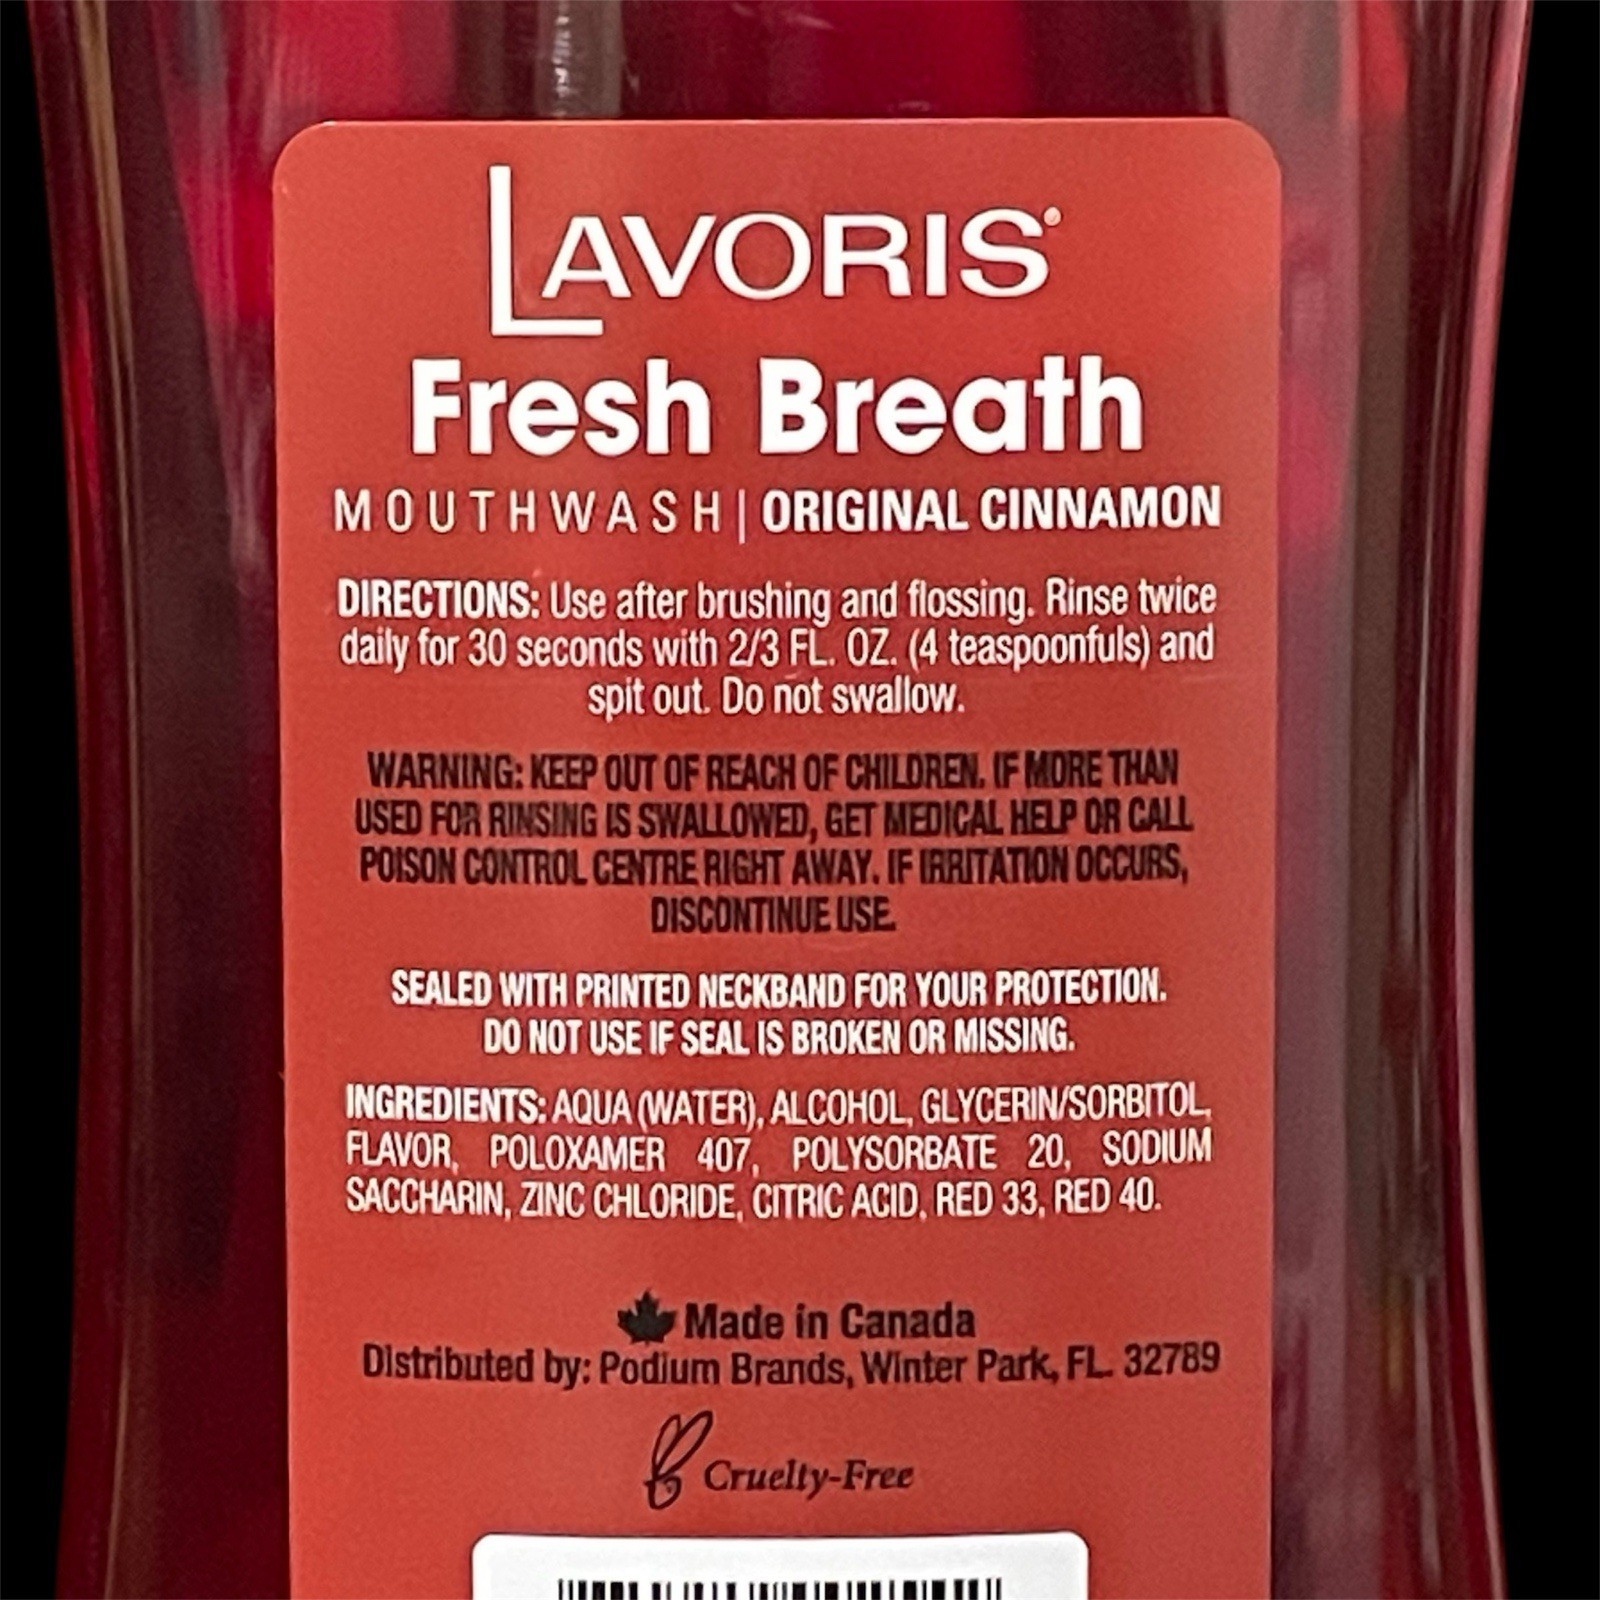 LAVORIS®
Fresh Breath
MOUTHWASH | ORIGINAL CINNAMON
DIRECTIONS: Use after brushing and flossing. Rinse twice
daily for 30 seconds with 2/3 FL. OZ. (4 teaspoonfuls) and
spit out. Do not swallow.
WARNING: KEEP OUT OF REACH OF CHILDREN. IF MORE THAN
USED FOR RINSING IS SWALLOWED, GET MEDICAL HELP OR CALL
POISON CONTROL CENTRE RIGHT AWAY. IF IRRITATION OCCURS,
DISCONTINUE USE.
SEALED WITH PRINTED NECKBAND FOR YOUR PROTECTION.
DO NOT USE IF SEAL IS BROKEN OR MISSING.
INGREDIENTS: AQUA (WATER), ALCOHOL, GLYCERIN/SORBITOL,
FLAVOR, POLOXAMER 407, POLYSORBATE 20, SODIUM
SACCHARIN, ZINC CHLORIDE, CITRIC ACID, RED 33, RED 40.
Made in Canada
Distributed by: Podium Brands, Winter Park, FL. 32789
Cruelty-Free